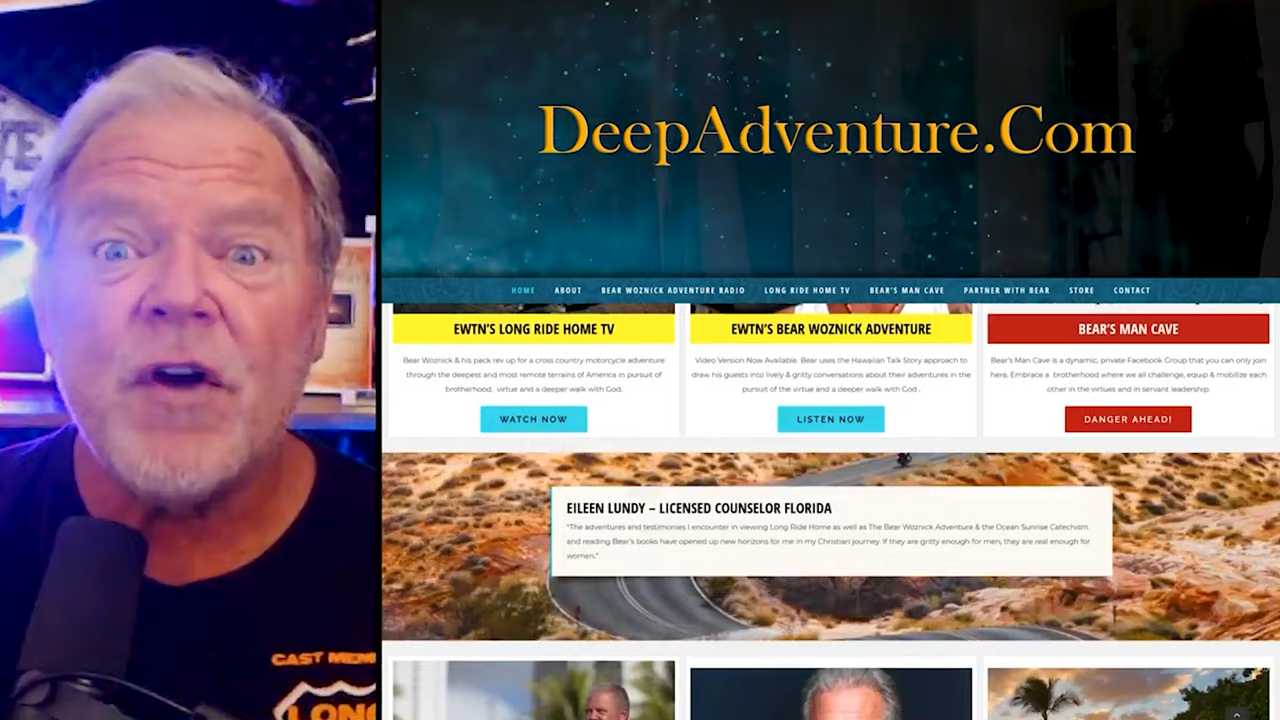 DeepAdventure.Com
HOME ABOUT BEAR WOZNICK ADVENTURE RADIO LONG RIDE HOME TV BEAR'S MAN CAVE PARTNER WITH BEAR STORE CONTACT
EWTN'S LONG RIDE HOME TV
Bear Woznick & his pack rev up for a cross country motorcycle adventure
through the deepest and most remote terrains of America in pursuit of
brotherhood, virtue and a deeper walk with God.
WATCH NOW
EWTN'S BEAR WOZNICK ADVENTURE
Video Version Now Available. Bear uses the Hawaiian Talk Story approach to
draw his guests into lively & gritty conversations about their adventures in the
pursuit of the virtue and a deeper walk with God .
LISTEN NOW
BEAR'S MAN CAVE
Bear's Man Cave is a dynamic, private Facebook Group that you can only join
here. Embrace a brotherhood where we all challenge, equip & mobilize each
other in the virtues and in servant leadership.
DANGER AHEAD!
EILEEN LUNDY – LICENSED COUNSELOR FLORIDA
"The adventures and testimonies I encounter in viewing Long Ride Home as well as The Bear Woznick Adventure & the Ocean Sunrise Catechism
and reading Bear's books have opened up new horizons for me in my Christian journey. If they are gritty enough for men, they are real enough for
women."
CAST MEM
LONG